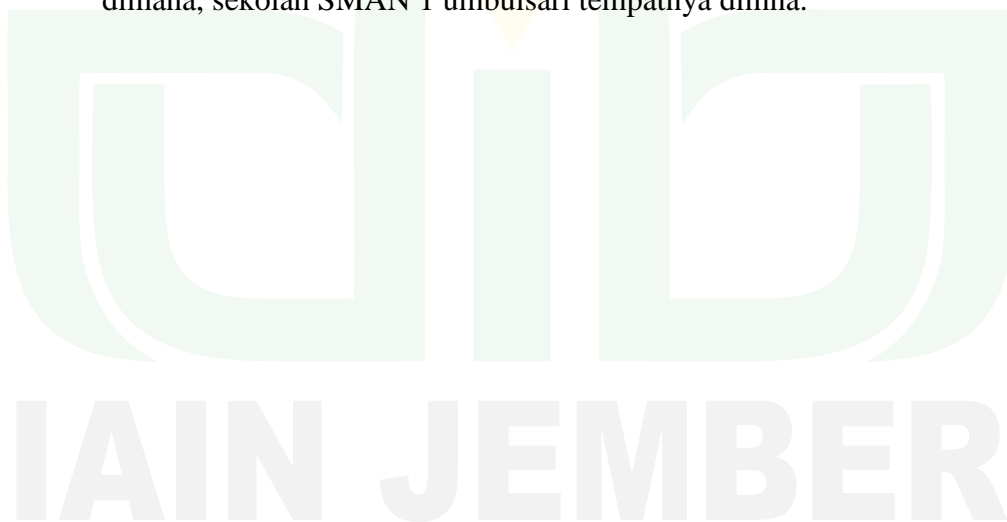 dimana, sekolah SMAN 1 umbulsari tempatnya dimna.
IAIN JEMBER